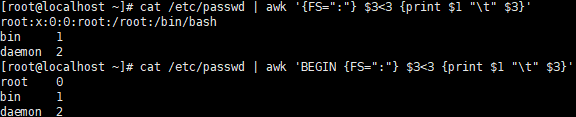 [root@localhost ~]# cat /etc/passwd | awk '{FS=":"} $3<3 {print $1 "\t" $3}'
root:x:0:0:root:/root:/bin/bash
bin     1
daemon  2
[root@localhost ~]# cat /etc/passwd | awk 'BEGIN {FS=":"} $3<3 {print $1 "\t" $3}'
root    0
bin     1
daemon  2